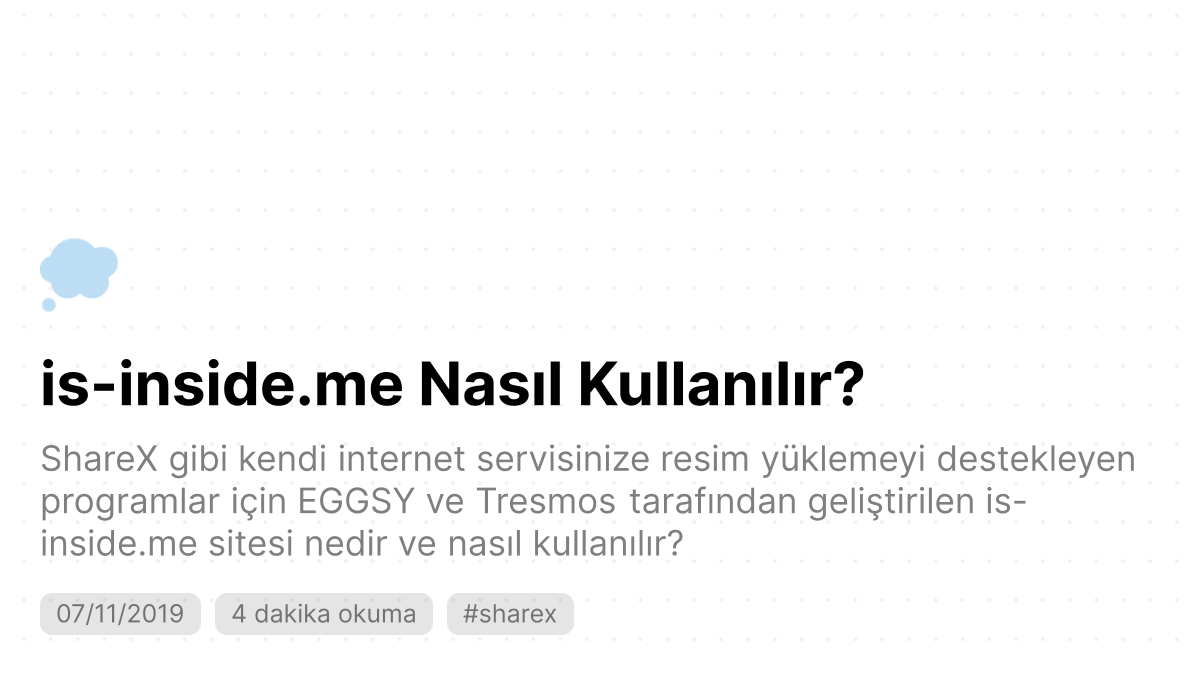 is-inside.me Nasıl Kullanılır?
ShareX gibi kendi internet servisinize resim yüklemeyi destekleyen
programlar için EGGSY ve Tresmos tarafından geliştirilen is-
inside.me sitesi nedir ve nasıl kullanılır?
07/11/2019 4 dakika okuma #sharex